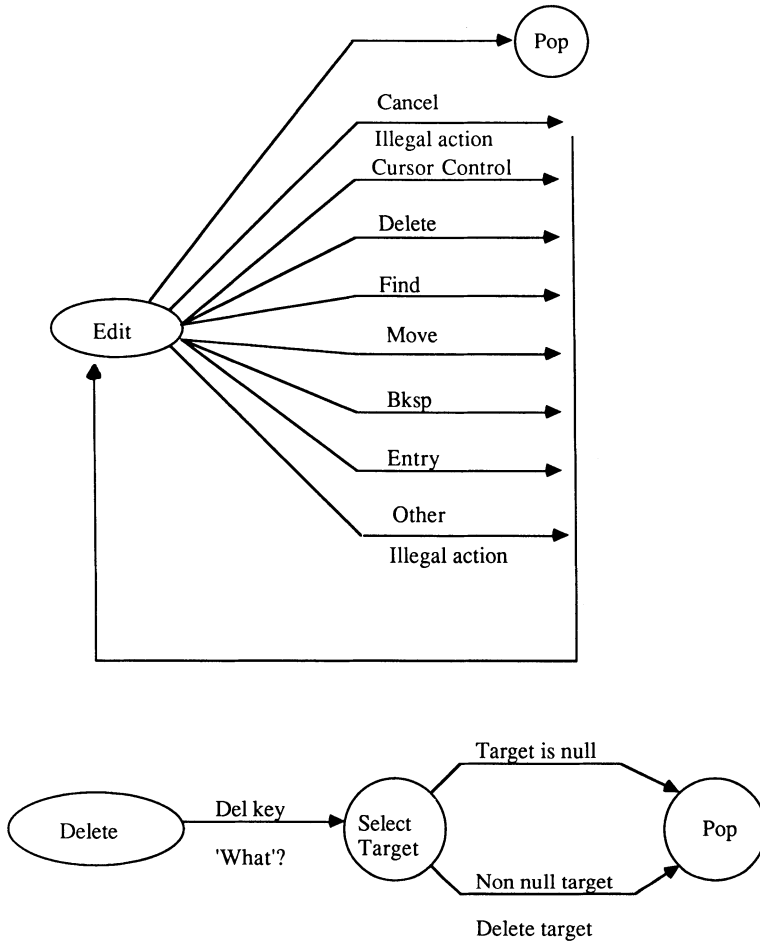 Pop
Cancel
Illegal action
Cursor Control
Delete
Find
Edit
Move
Bksp
Entry
Other
Illegal action
Target is null
Del key
Delete
Select
Target
Pop
'What'?
Non null target
Delete target